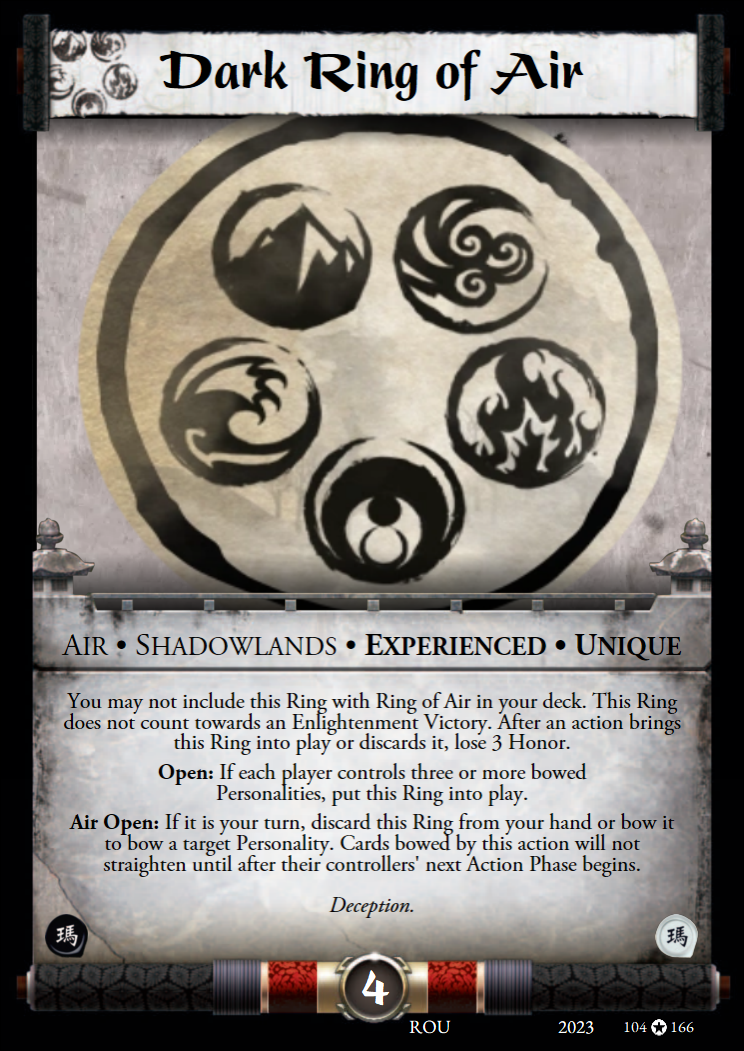 Dark Ring of Air
AIR • SHADOWLANDS • EXPERIENCED • UNIQUE
You may not include this Ring with Ring of Air in your deck. This Ring
does not count towards an Enlightenment Victory. After an action brings
this Ring into play or discards it, lose 3 Honor.
Open: If each player controls three or more bowed
Personalities, put this Ring into play.
Air Open: If it is your turn, discard this Ring from your hand or bow it
to bow a target Personality. Cards bowed by this action will not
straighten until after their controllers' next Action Phase begins.
Deception.
瑪 瑪
4
ROU 2023 104 ✪ 166